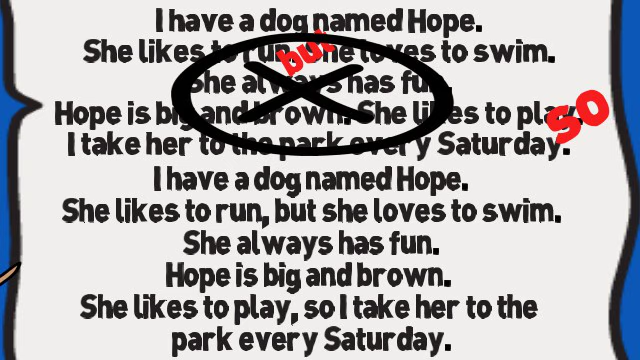 I have a dog named Hope.
She likes to run. She loves to swim.
but
She always has fun.
Hope is big and brown. She likes to play.
so
I take her to the park every Saturday.
I have a dog named Hope.
She likes to run, but she loves to swim.
She always has fun.
Hope is big and brown.
She likes to play, so I take her to the
park every Saturday.